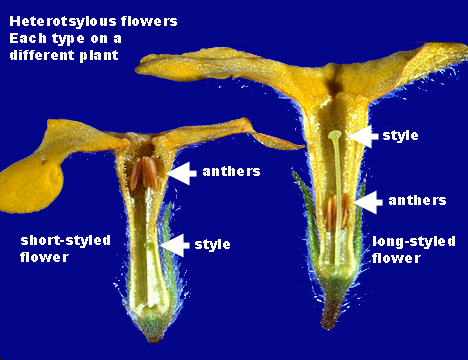 Heterotsylous flowers
Each type on a
different plant
style
anthers
anthers
short-styled
flower
style
long-styled
flower